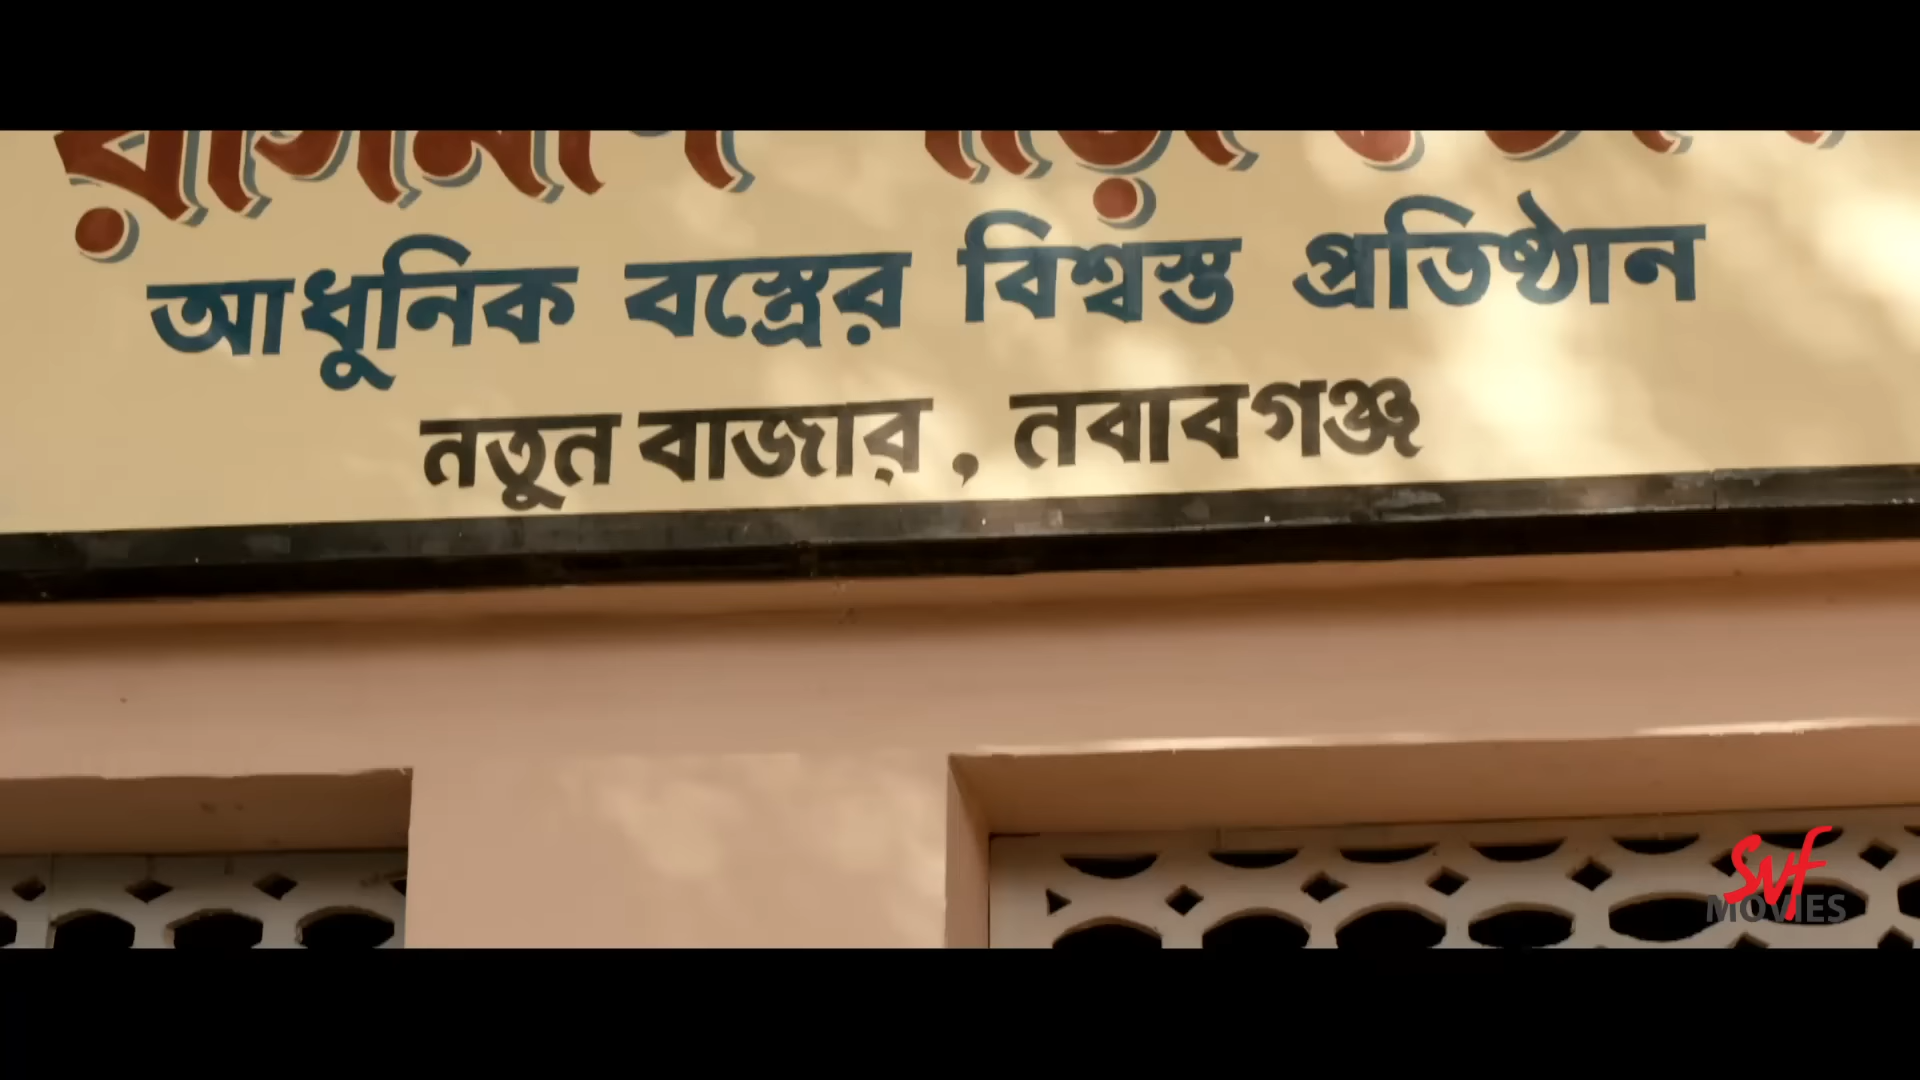 আধুনিক বস্ত্রের বিশ্বস্ত প্রতিষ্ঠান
নতুন বাজার, নবাবগঞ্জ
SVF
MOVIES